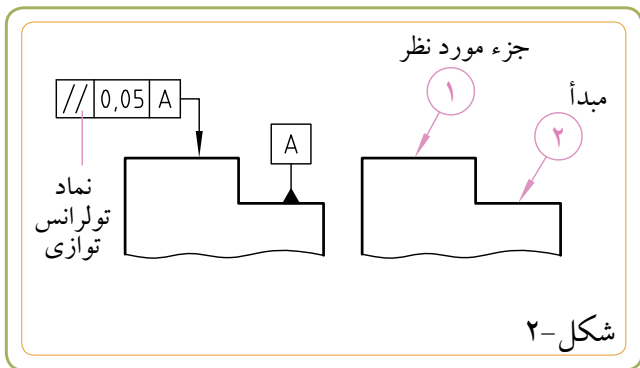 جزء مورد نظر
۱
مبدأ
۲
// 0,05 A
A
نماد
تولرانس
توازی
شکل-۲